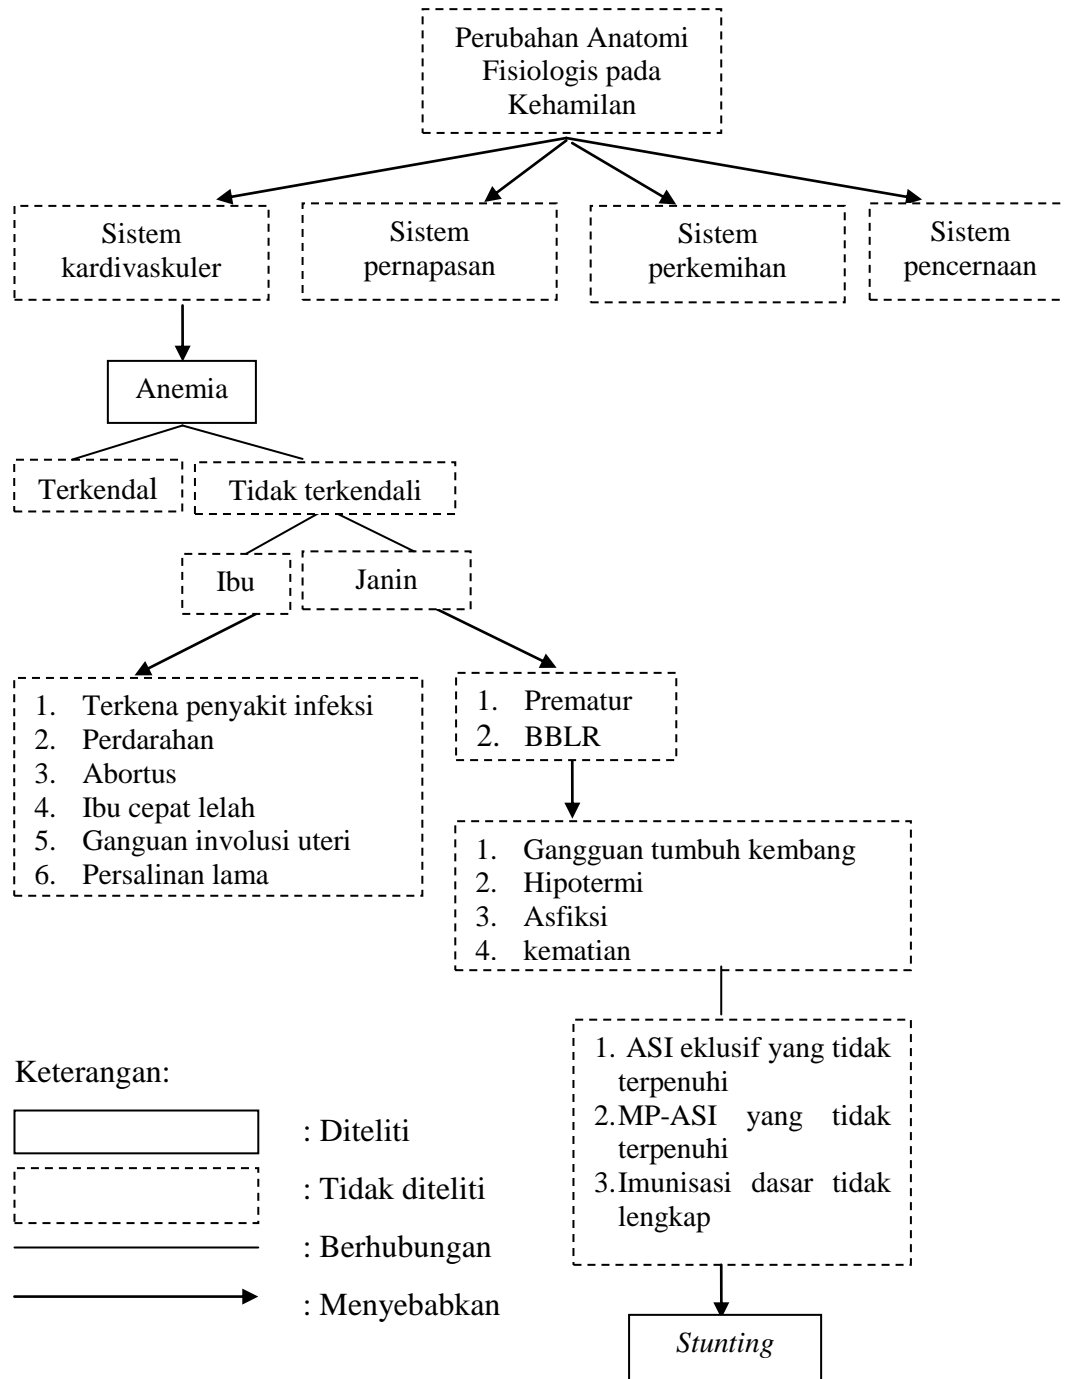 Perubahan Anatomi
Fisiologis pada
Kehamilan
Sistem
kardivaskuler
Sistem
pernapasan
Sistem
perkemihan
Sistem
pencernaan
Anemia
Terkendal
Tidak terkendali
Ibu
Janin
1. Terkena penyakit infeksi
2. Perdarahan
3. Abortus
4. Ibu cepat lelah
5. Ganguan involusi uteri
6. Persalinan lama
1. Prematur
2. BBLR
1. Gangguan tumbuh kembang
2. Hipotermi
3. Asfiksi
4. kematian
1. ASI eklusif yang tidak
terpenuhi
2.MP-ASI yang tidak
terpenuhi
3.Imunisasi dasar tidak
lengkap
Stunting
Keterangan:
: Diteliti
: Tidak diteliti
: Berhubungan
: Menyebabkan